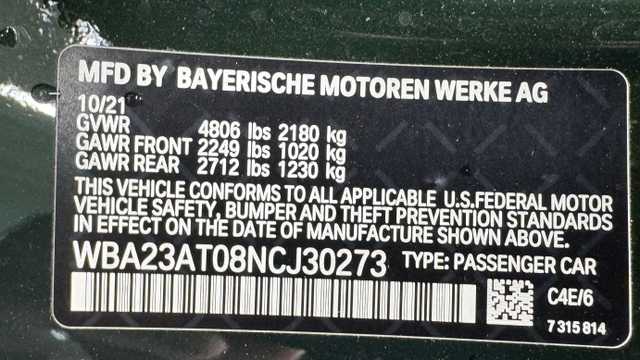 MFD BY BAYERISCHE MOTOREN WERKE AG
10/21
GVWR 4806 lbs 2180 kg
GAWR FRONT 2249 lbs 1020 kg
GAWR REAR 2712 lbs 1230 kg
THIS VEHICLE CONFORMS TO ALL APPLICABLE U.S.FEDERAL MOTOR
VEHICLE SAFETY, BUMPER AND THEFT PREVENTION STANDARDS
IN EFFECT ON THE DATE OF MANUFACTURE SHOWN ABOVE.
WBA23AT08NCJ30273 TYPE: PASSENGER CAR
C4E/6
7 315 814